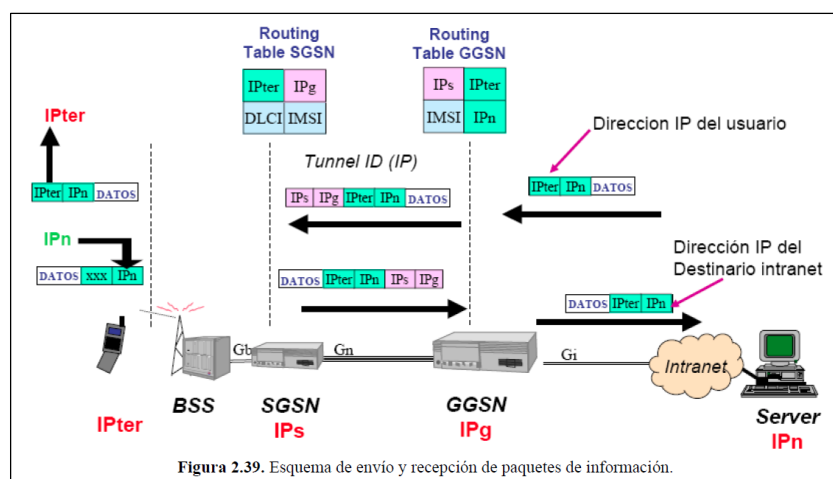 Routing
Table SGSN
Routing
Table GGSN
IPter IPg
DLCI IMSI
IPs IPter
IMSI IPn
IPter
Direccion IP del usuario
Tunnel ID (IP)
IPter IPn DATOS
IPs IPg IPter IPn DATOS
IPter IPn DATOS
IPn
DATOS xxx IPn
DATOS IPter IPn IPs IPg
Dirección IP del
Destinario intranet
DATOS IPter IPn
Gb
Gn
Gi
Intranet
IPter
BSS
SGSN
IPs
GGSN
IPg
Server
IPn
Figura 2.39. Esquema de envío y recepción de paquetes de información.